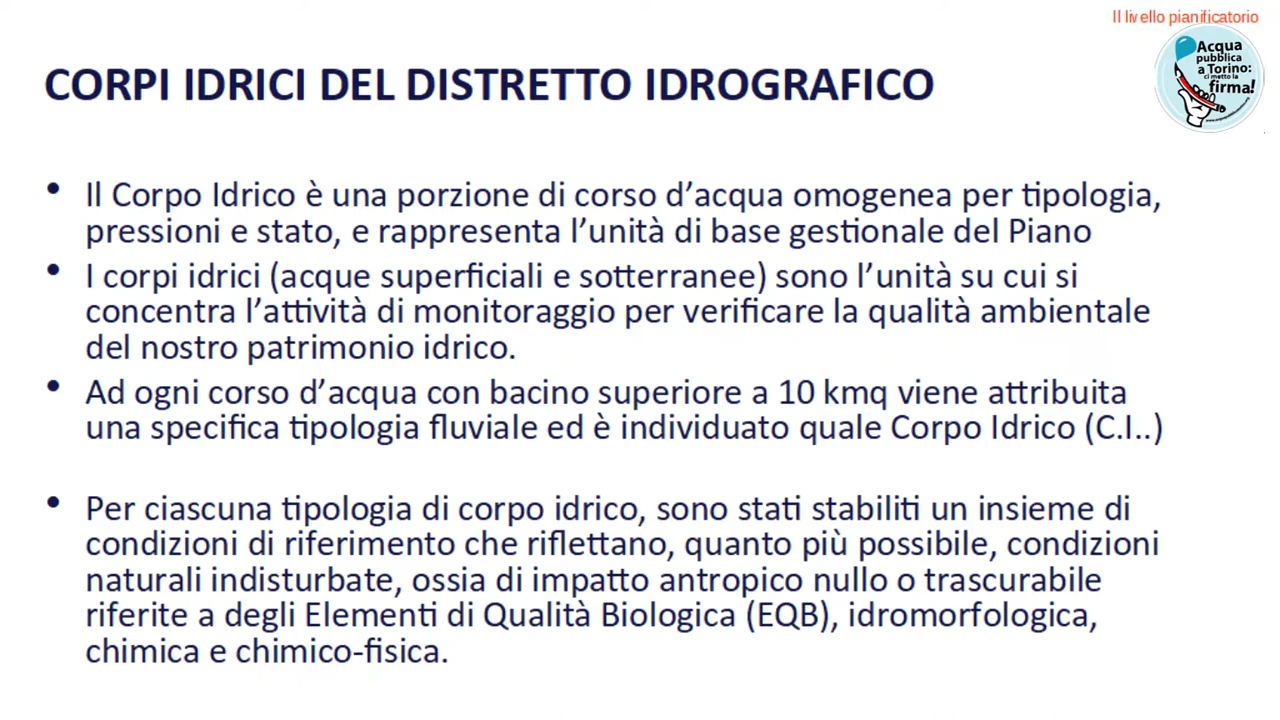 Il livello pianificatorio
Acqua
pubblica
a Torino:
ci metto la
firma!
CORPI IDRICI DEL DISTRETTO IDROGRAFICO
• Il Corpo Idrico è una porzione di corso d’acqua omogenea per tipologia,
pressioni e stato, e rappresenta l’unità di base gestionale del Piano
• I corpi idrici (acque superficiali e sotterranee) sono l’unità su cui si
concentra l’attività di monitoraggio per verificare la qualità ambientale
del nostro patrimonio idrico.
• Ad ogni corso d’acqua con bacino superiore a 10 kmq viene attribuita
una specifica tipologia fluviale ed è individuato quale Corpo Idrico (C.I..)
• Per ciascuna tipologia di corpo idrico, sono stati stabiliti un insieme di
condizioni di riferimento che riflettano, quanto più possibile, condizioni
naturali indisturbate, ossia di impatto antropico nullo o trascurabile
riferite a degli Elementi di Qualità Biologica (EQB), idromorfologica,
chimica e chimico-fisica.